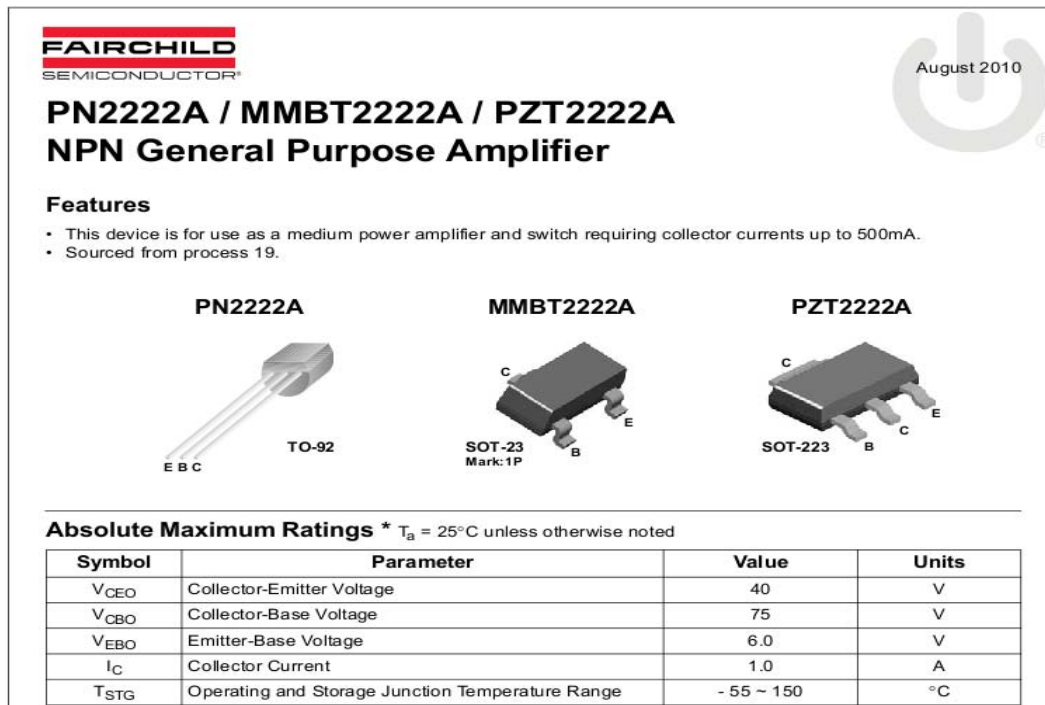 FAIRCHILD
SEMICONDUCTOR®
August 2010
PN2222A / MMBT2222A / PZT2222A
NPN General Purpose Amplifier
®
Features
• This device is for use as a medium power amplifier and switch requiring collector currents up to 500mA.
• Sourced from process 19.
PN2222A MMBT2222A PZT2222A
C C
E E
TO-92 SOT-23 B SOT-223 B C
Mark:1P
E B C
Absolute Maximum Ratings * Ta = 25°C unless otherwise noted
Symbol Parameter Value Units
VCEO Collector-Emitter Voltage 40 V
VCBO Collector-Base Voltage 75 V
VEBO Emitter-Base Voltage 6.0 V
IC Collector Current 1.0 A
TSTG Operating and Storage Junction Temperature Range - 55 ~ 150 °C